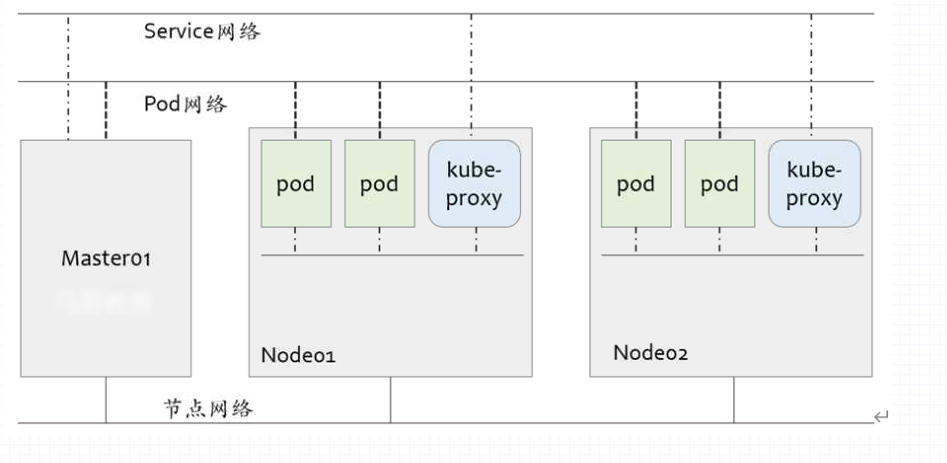 Service网络
Pod网络
pod
pod
kube-
proxy
pod
pod
kube-
proxy
Master01
Node01
Node02
节点网络